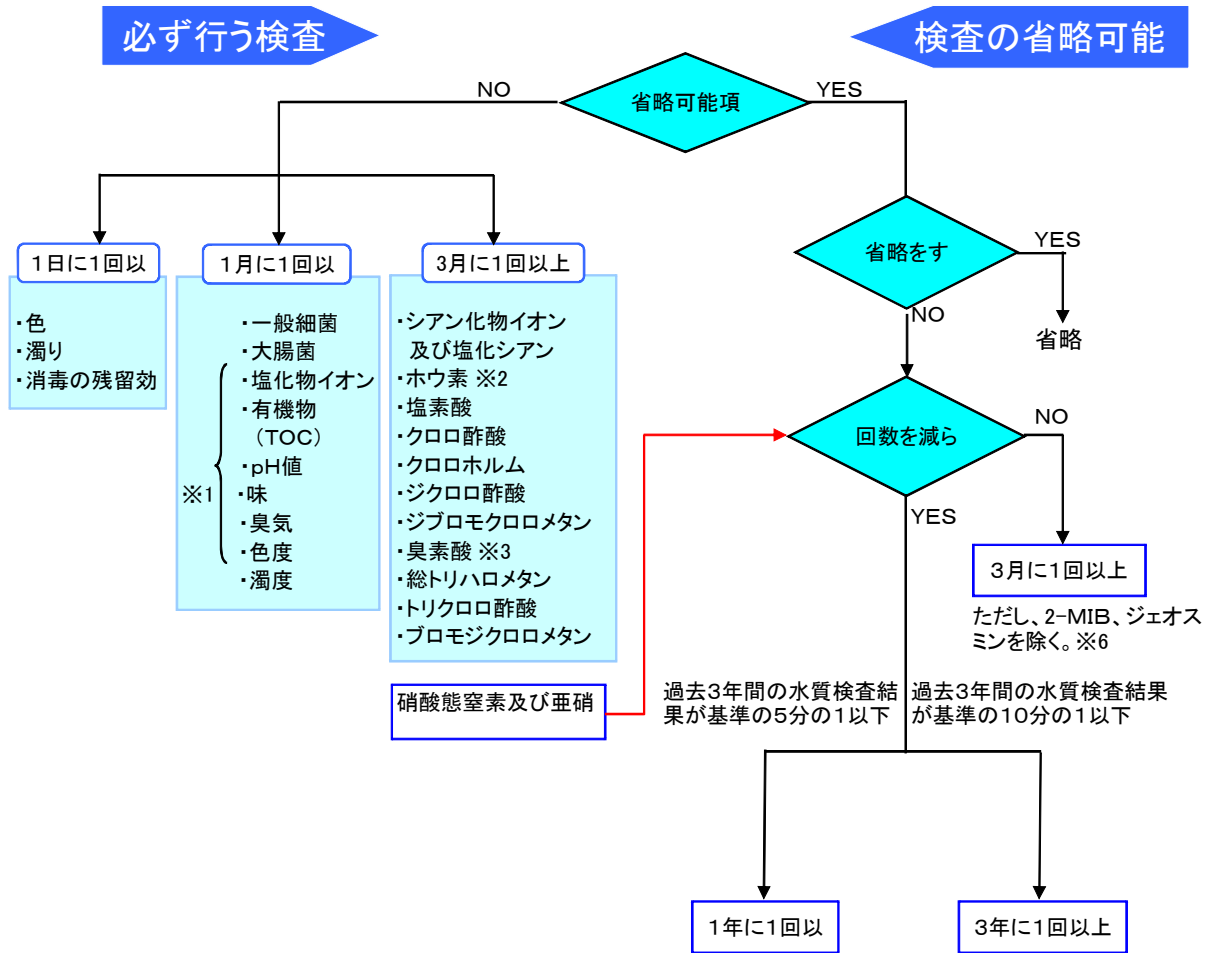 必ず行う検査
検査の省略可能
NO
省略可能項
YES
省略をす
YES
NO
省略
1日に1回以
・色
・濁り
・消毒の残留効
1月に1回以
・一般細菌
・大腸菌
・塩化物イオン
・有機物
（TOC）
・pH値
※1
・味
・臭気
・色度
・濁度
3月に1回以上
・シアン化物イオン
及び塩化シアン
・ホウ素 ※2
・塩素酸
・クロロ酢酸
・クロロホルム
・ジクロロ酢酸
・ジブロモクロロメタン
・臭素酸 ※3
・総トリハロメタン
・トリクロロ酢酸
・ブロモジクロロメタン
硝酸態窒素及び亜硝
回数を減ら
NO
YES
3月に1回以上
ただし、2-MIB、ジェオス
ミンを除く。※6
過去3年間の水質検査結
果が基準の5分の1以下
過去3年間の水質検査結果
が基準の10分の1以下
1年に1回以
3年に1回以上